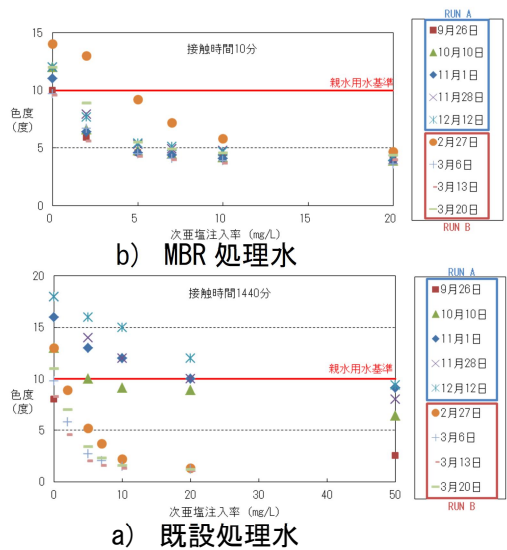 RUN A
15
接触時間10分
9月26日
10月10日
親水用水基準
10
11月1日
色度
(度)
11月28日
12月12日
5
2月27日
3月6日
3月13日
0
0 5 10 15 20
3月20日
次亜塩注入率 (mg/L)
RUN B
b) MBR 処理水
RUN A
20
接触時間1440分
9月26日
10月10日
15
11月1日
親水用水基準
11月28日
10
色度
(度)
12月12日
2月27日
5
3月6日
3月13日
0
0 10 20 30 40 50
3月20日
次亜塩注入率 (mg/L)
RUN B
a) 既設処理水